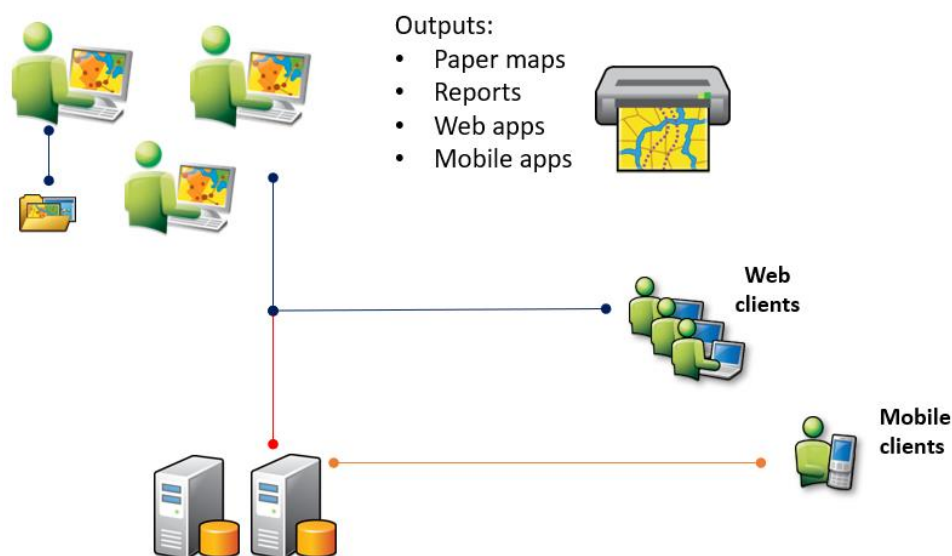 Outputs:
• Paper maps
• Reports
• Web apps
• Mobile apps
Web
clients
Mobile
clients